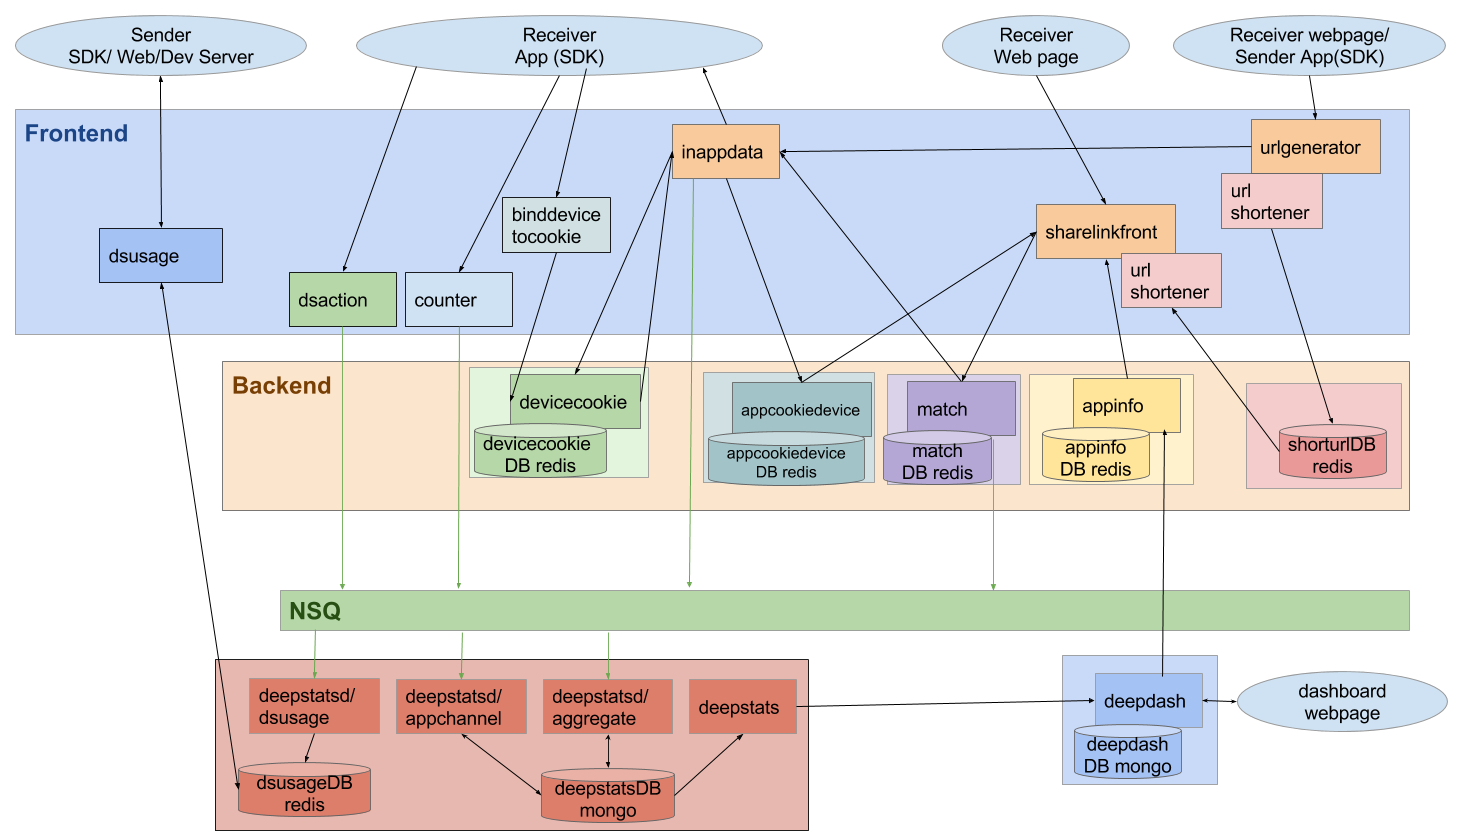 Sender
SDK/ Web/Dev Server
Receiver
App (SDK)
Receiver
Web page
Receiver webpage/
Sender App(SDK)
Frontend
inappdata
urlgenerator
url
shortener
binddevice
tocookie
sharelinkfront
dsusage
url
shortener
dsaction
counter
Backend
devicecookie
devicecookie
DB redis
appcookiedevice
appcookiedevice
DB redis
match
match
DB redis
appinfo
appinfo
DB redis
shorturlDB
redis
NSQ
deepstatsd/
dsusage
deepstatsd/
appchannel
deepstatsd/
aggregate
deepstats
deepdash
deepdash
DB mongo
dashboard
webpage
dsusageDB
redis
deepstatsDB
mongo